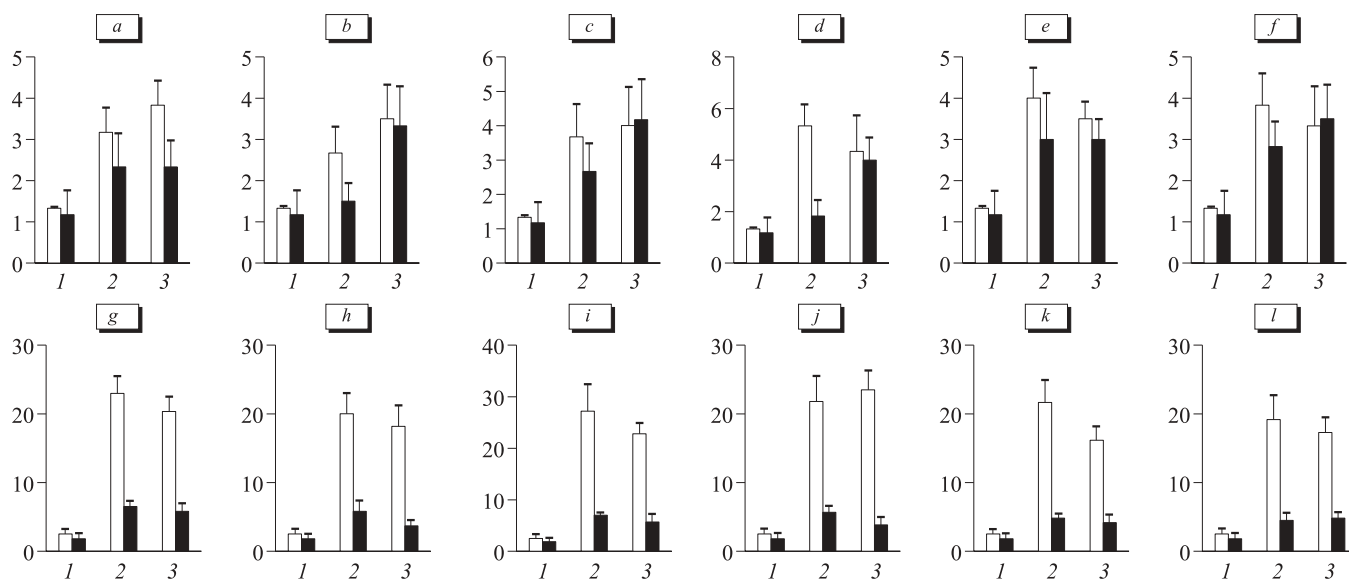 a b c d e f
5 5 6 8 5 5
4 4 5 6 4 4
3 3 4 4 3 3
2 2 3 2 2 2
1 1 2 0 1 1
0 0 1 0 0
0
1 2 3 1 2 3 1 2 3 1 2 3 1 2 3 1 2 3
g h i j k l
30 30 40 30 30 30
20 20 30 20 20 20
10 10 20 10 10 10
0 0 10 0 0 0
0
1 2 3 1 2 3 1 2 3 1 2 3 1 2 3 1 2 3